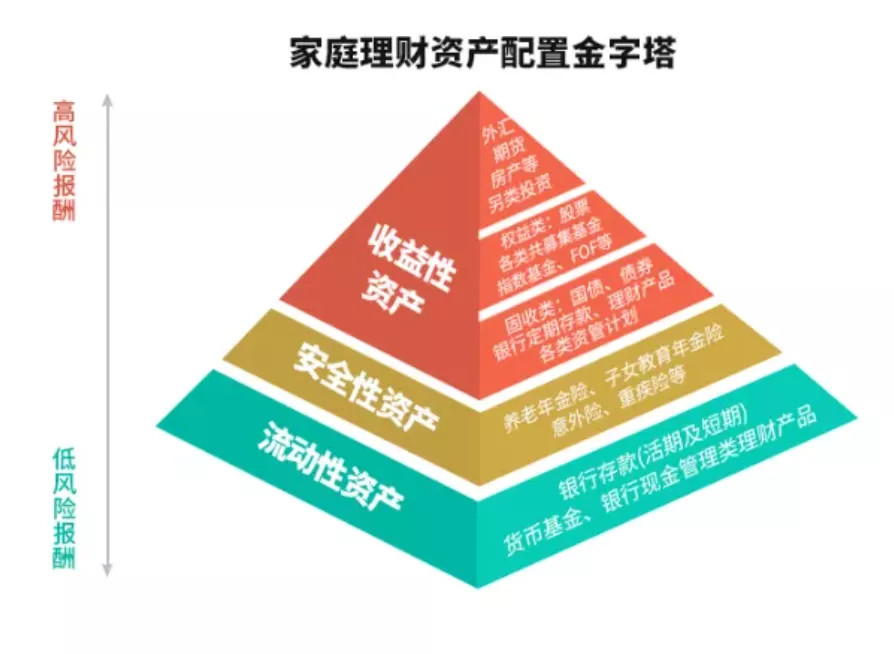 家庭理财资产配置金字塔
高风险报酬
低风险报酬
收益性
资产
外汇
期货
房产等
另类投资
权益类：股票
各类共募集基金
指数基金、FOF等
固收类：国债、债券
银行定期存款、理财产品
各类资管计划
安全性资产
养老年金险、子女教育年金险
意外险、重疾险等
流动性资产
银行存款(活期及短期)
货币基金、银行现金管理类理财产品